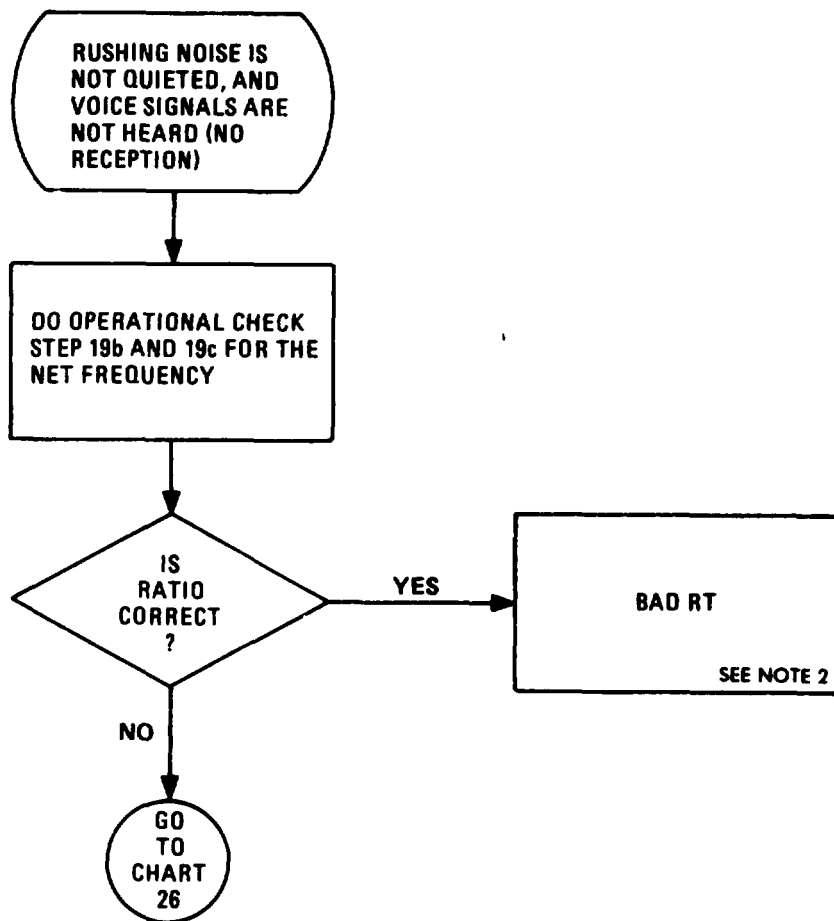 RUSHING NOISE IS
NOT QUIETED, AND
VOICE SIGNALS ARE
NOT HEARD (NO
RECEPTION)
DO OPERATIONAL CHECK
STEP 19b AND 19c FOR THE
NET FREQUENCY
IS
RATIO
CORRECT
?
YES
BAD RT
SEE NOTE 2
NO
GO
TO
CHART
26